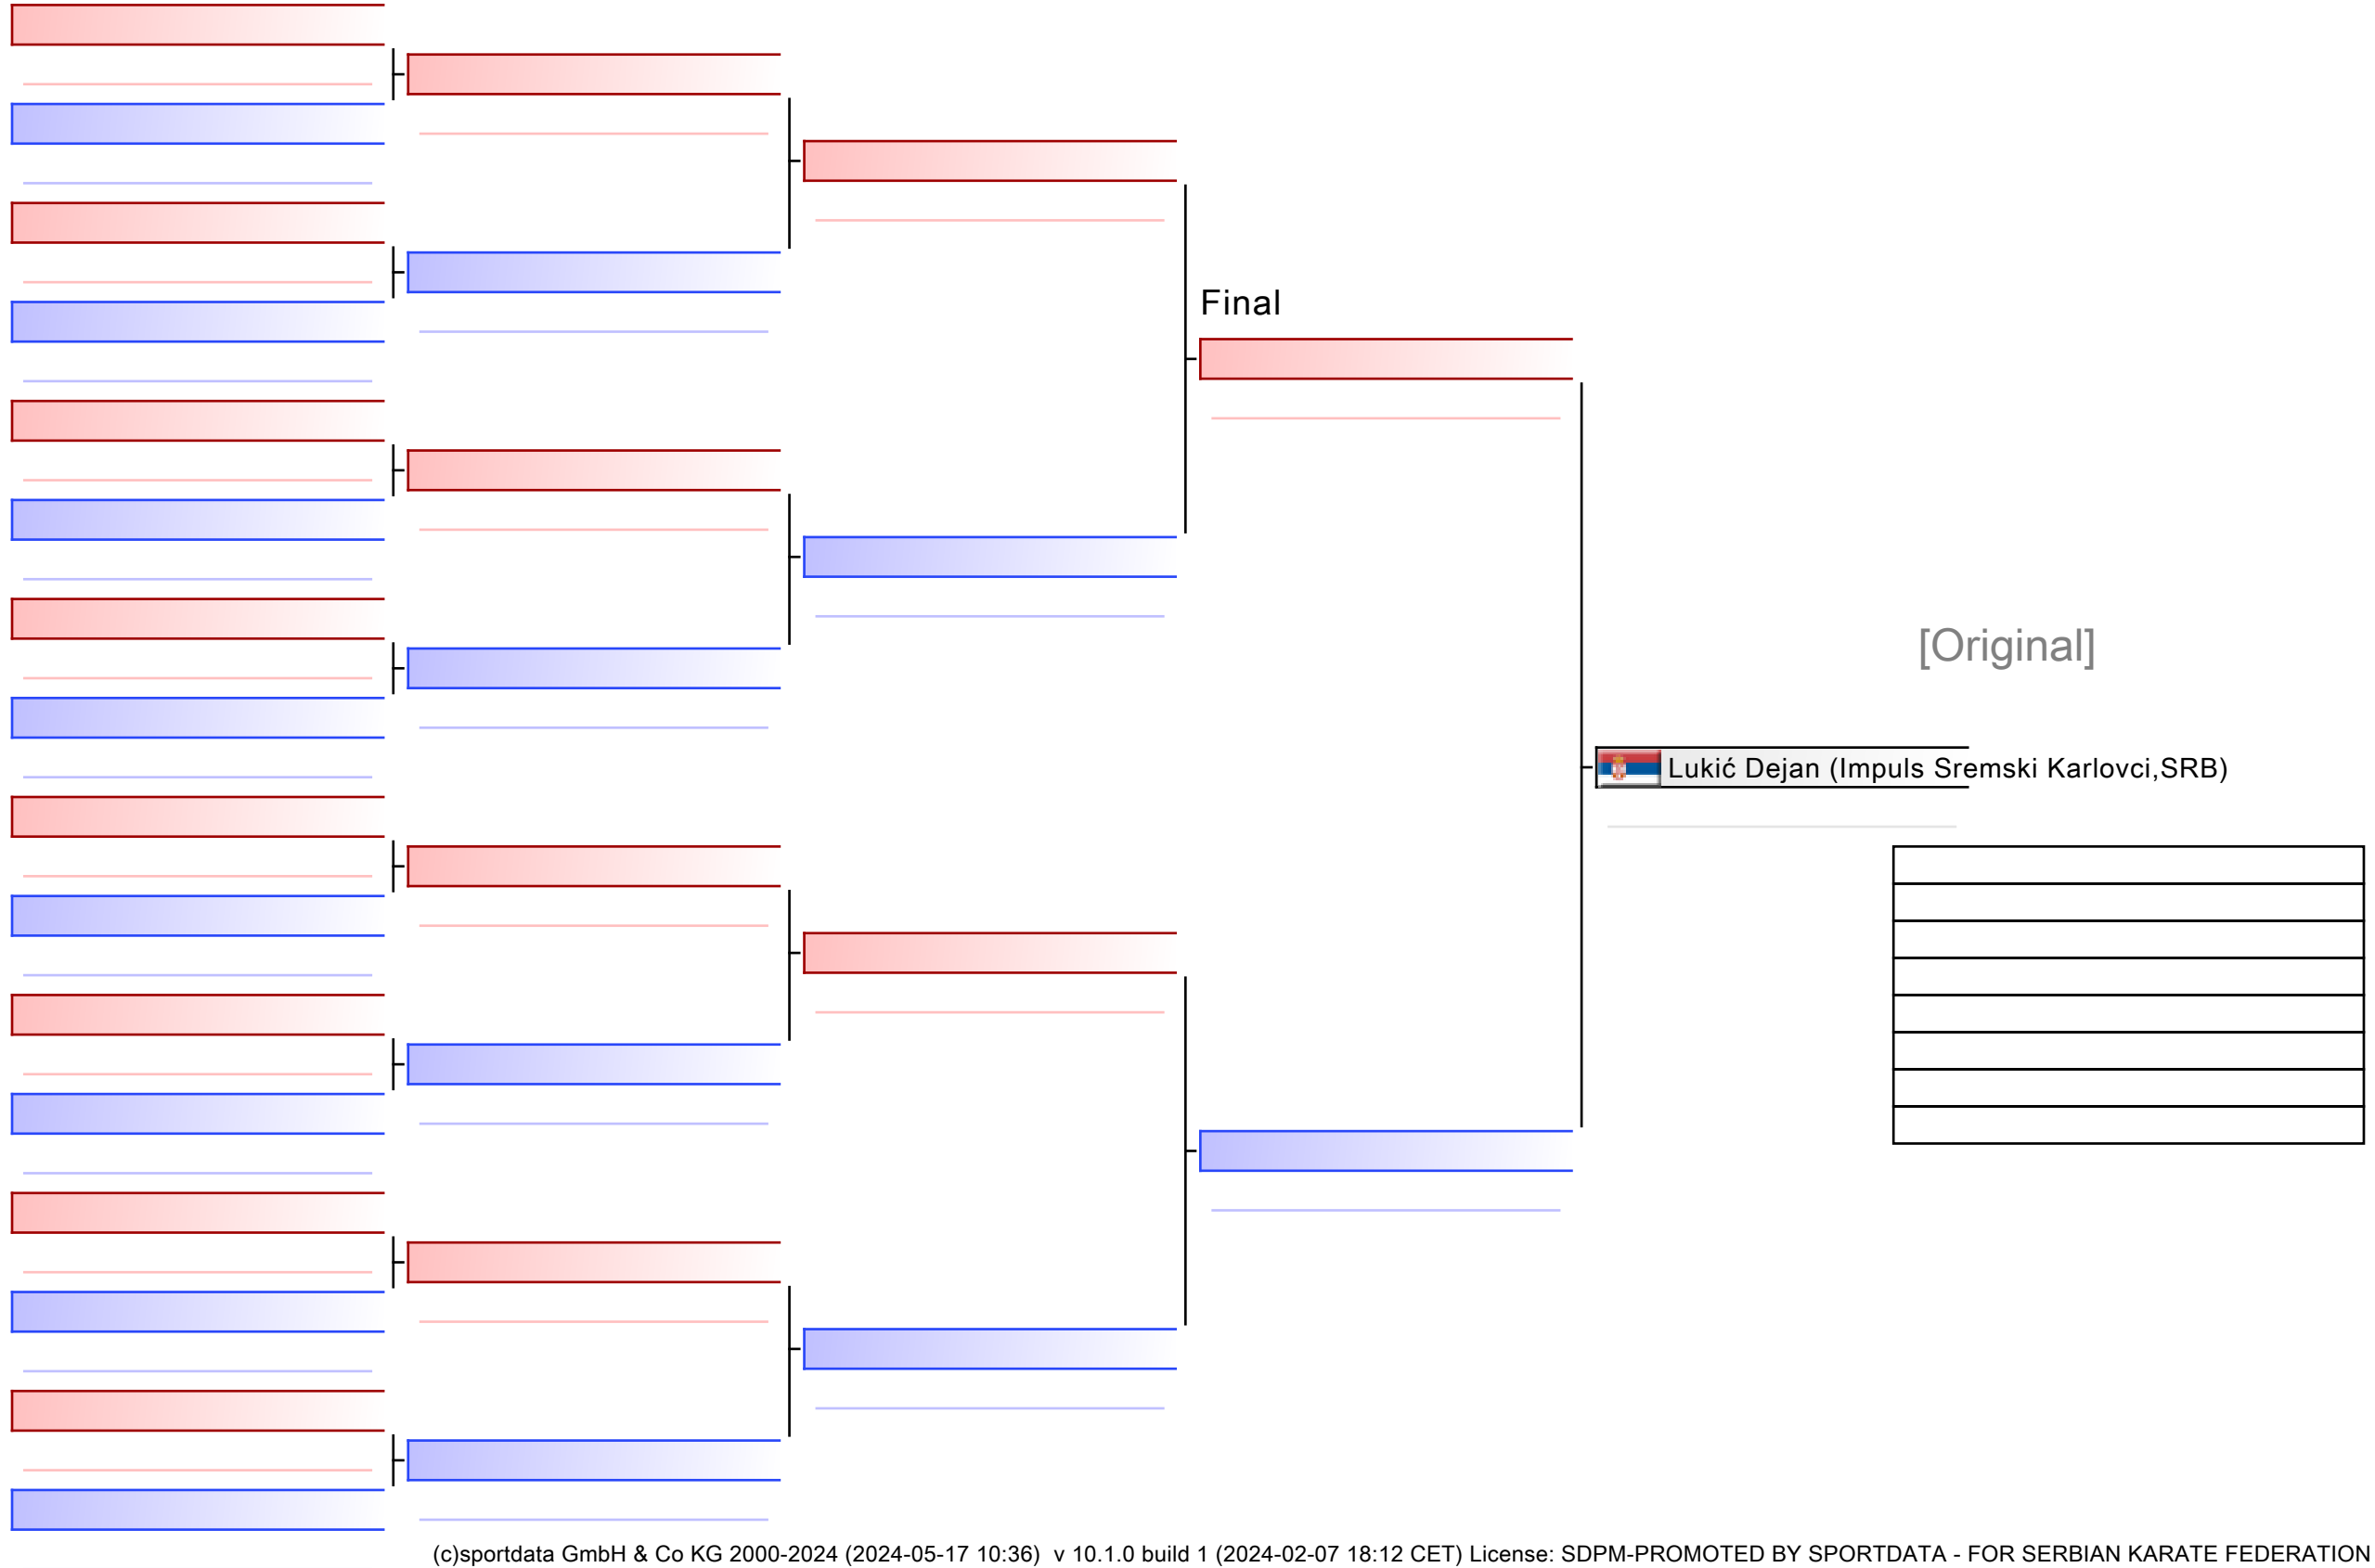 Final
[Original]
Lukić Dejan (Impuls Sremski Karlovci,SRB)
(c)sportdata GmbH & Co KG 2000-2024 (2024-05-17 10:36)  v 10.1.0 build 1 (2024-02-07 18:12 CET) License: SDPM-PROMOTED BY SPORTDATA - FOR SERBIAN KARATE FEDERATION